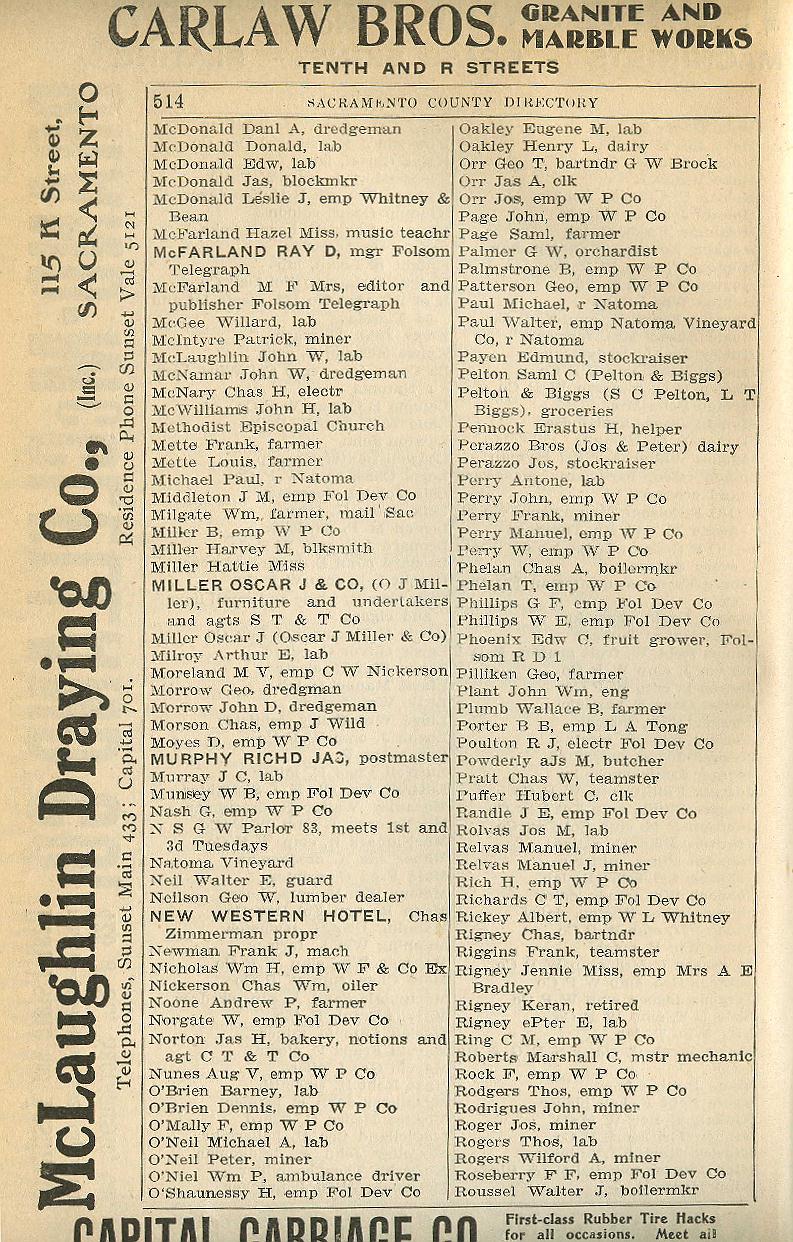 CARLAW BROS. GRANITE AND
MARBLE WORKS
TENTH AND R STREETS
McLaughlin Draying Co., (Inc.) 115 K Street,
SACRAMENTO
Telephones, Sunset Main 433; Capital 701. Residence Phone Sunset Vale 5121
514 SACRAMENTO COUNTY DIRECTORY
McDonald Danl A, dredgeman
McDonald Donald, lab
McDonald Edw, lab
McDonald Jas, blockmkr
McDonald Leslie J, emp Whitney &
Bean
McFarland Hazel Miss, music teachr
McFARLAND RAY D, mgr Folsom
Telegraph
McFarland M F Mrs, editor and
publisher Folsom Telegraph
McGee Willard, lab
McIntyre Patrick, miner
McLaughlin John W, lab
McNamar John W, dredgeman
McNary Chas H, electr
McWilliams John H, lab
Methodist Episcopal Church
Mette Frank, farmer
Mette Louis, farmer
Michael Paul, r Natoma
Middleton J M, emp Fol Dev Co
Milgate Wm, farmer, mail Sac
Miller B, emp W P Co
Miller Harvey M, blksmith
Miller Hattie Miss
MILLER OSCAR J & CO, (O J Mil-
ler), furniture and undertakers
and agts S T & T Co
Miller Oscar J (Oscar J Miller & Co)
Milroy Arthur E, lab
Moreland M V, emp C W Nickerson
Morrow Geo, dredgman
Morrow John D, dredgeman
Morson Chas, emp J Wild
Moyes D, emp W P Co
MURPHY RICHD JAS, postmaster
Murray J C, lab
Munsey W B, emp Fol Dev Co
Nash G, emp W P Co
N S G W Parlor 83, meets 1st and
3d Tuesdays
Natoma Vineyard
Neil Walter E, guard
Neilson Geo W, lumber dealer
NEW WESTERN HOTEL, Chas
Zimmerman propr
Newman Frank J, mach
Nicholas Wm H, emp W F & Co Ex
Nickerson Chas Wm, oiler
Noone Andrew P, farmer
Norgate W, emp Fol Dev Co
Norton Jas H, bakery, notions and
agt C T & T Co
Nunes Aug V, emp W P Co
O'Brien Barney, lab
O'Brien Dennis, emp W P Co
O'Mally F, emp W P Co
O'Neil Michael A, lab
O'Neil Peter, miner
O'Niel Wm P, ambulance driver
O'Shaunessy H, emp Fol Dev Co
Oakley Eugene M, lab
Oakley Henry L, dairy
Orr Geo T, bartndr G W Brock
Orr Jas A, clk
Orr Jos, emp W P Co
Page John, emp W P Co
Page Saml, farmer
Palmer G W, orchardist
Palmstrone B, emp W P Co
Patterson Geo, emp W P Co
Paul Michael, r Natoma
Paul Walter, emp Natoma Vineyard
Co, r Natoma
Payen Edmund, stockraiser
Pelton Saml C (Pelton & Biggs)
Pelton & Biggs (S C Pelton, L T
Biggs), groceries
Pennock Erastus H, helper
Perazzo Bros (Jos & Peter) dairy
Perazzo Jos, stockraiser
Perry Antone, lab
Perry John, emp W P Co
Perry Frank, miner
Perry Manuel, emp W P Co
Perry W, emp W P Co
Phelan Chas A, boilermkr
Phelan T, emp W P Co
Phillips G F, emp Fol Dev Co
Phillips W E, emp Fol Dev Co
Phoenix Edw C, fruit grower, Fol-
som R D 1
Pilliken Geo, farmer
Plant John Wm, eng
Plumb Wallace B, farmer
Porter B B, emp L A Tong
Poulton R J, electr Fol Dev Co
Powderly aJs M, butcher
Pratt Chas W, teamster
Puffer Hubert C, clk
Randle J E, emp Fol Dev Co
Rolvas Jos M, lab
Relvas Manuel, miner
Relvas Manuel J, miner
Rich H, emp W P Co
Richards C T, emp Fol Dev Co
Rickey Albert, emp W L Whitney
Rigney Chas, bartndr
Riggins Frank, teamster
Rigney Jennie Miss, emp Mrs A E
Bradley
Rigney Keran, retired
Rigney ePter E, lab
Ring C M, emp W P Co
Roberts Marshall C, mstr mechanic
Rock F, emp W P Co
Rodgers Thos, emp W P Co
Rodrigues John, miner
Roger Jos, miner
Rogers Thos, lab
Rogers Wilford A, miner
Roseberry F F, emp Fol Dev Co
Roussel Walter J, boilermkr
CAPITAL CARRIAGE CO First-class Rubber Tire Hacks
for all occasions. Meet all